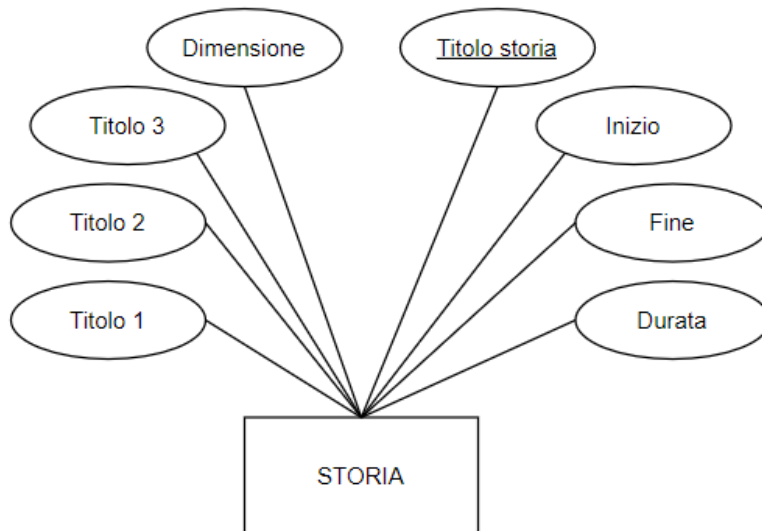 Dimensione
Titolo storia
Titolo 3
Inizio
Titolo 2
Fine
Titolo 1
Durata
STORIA